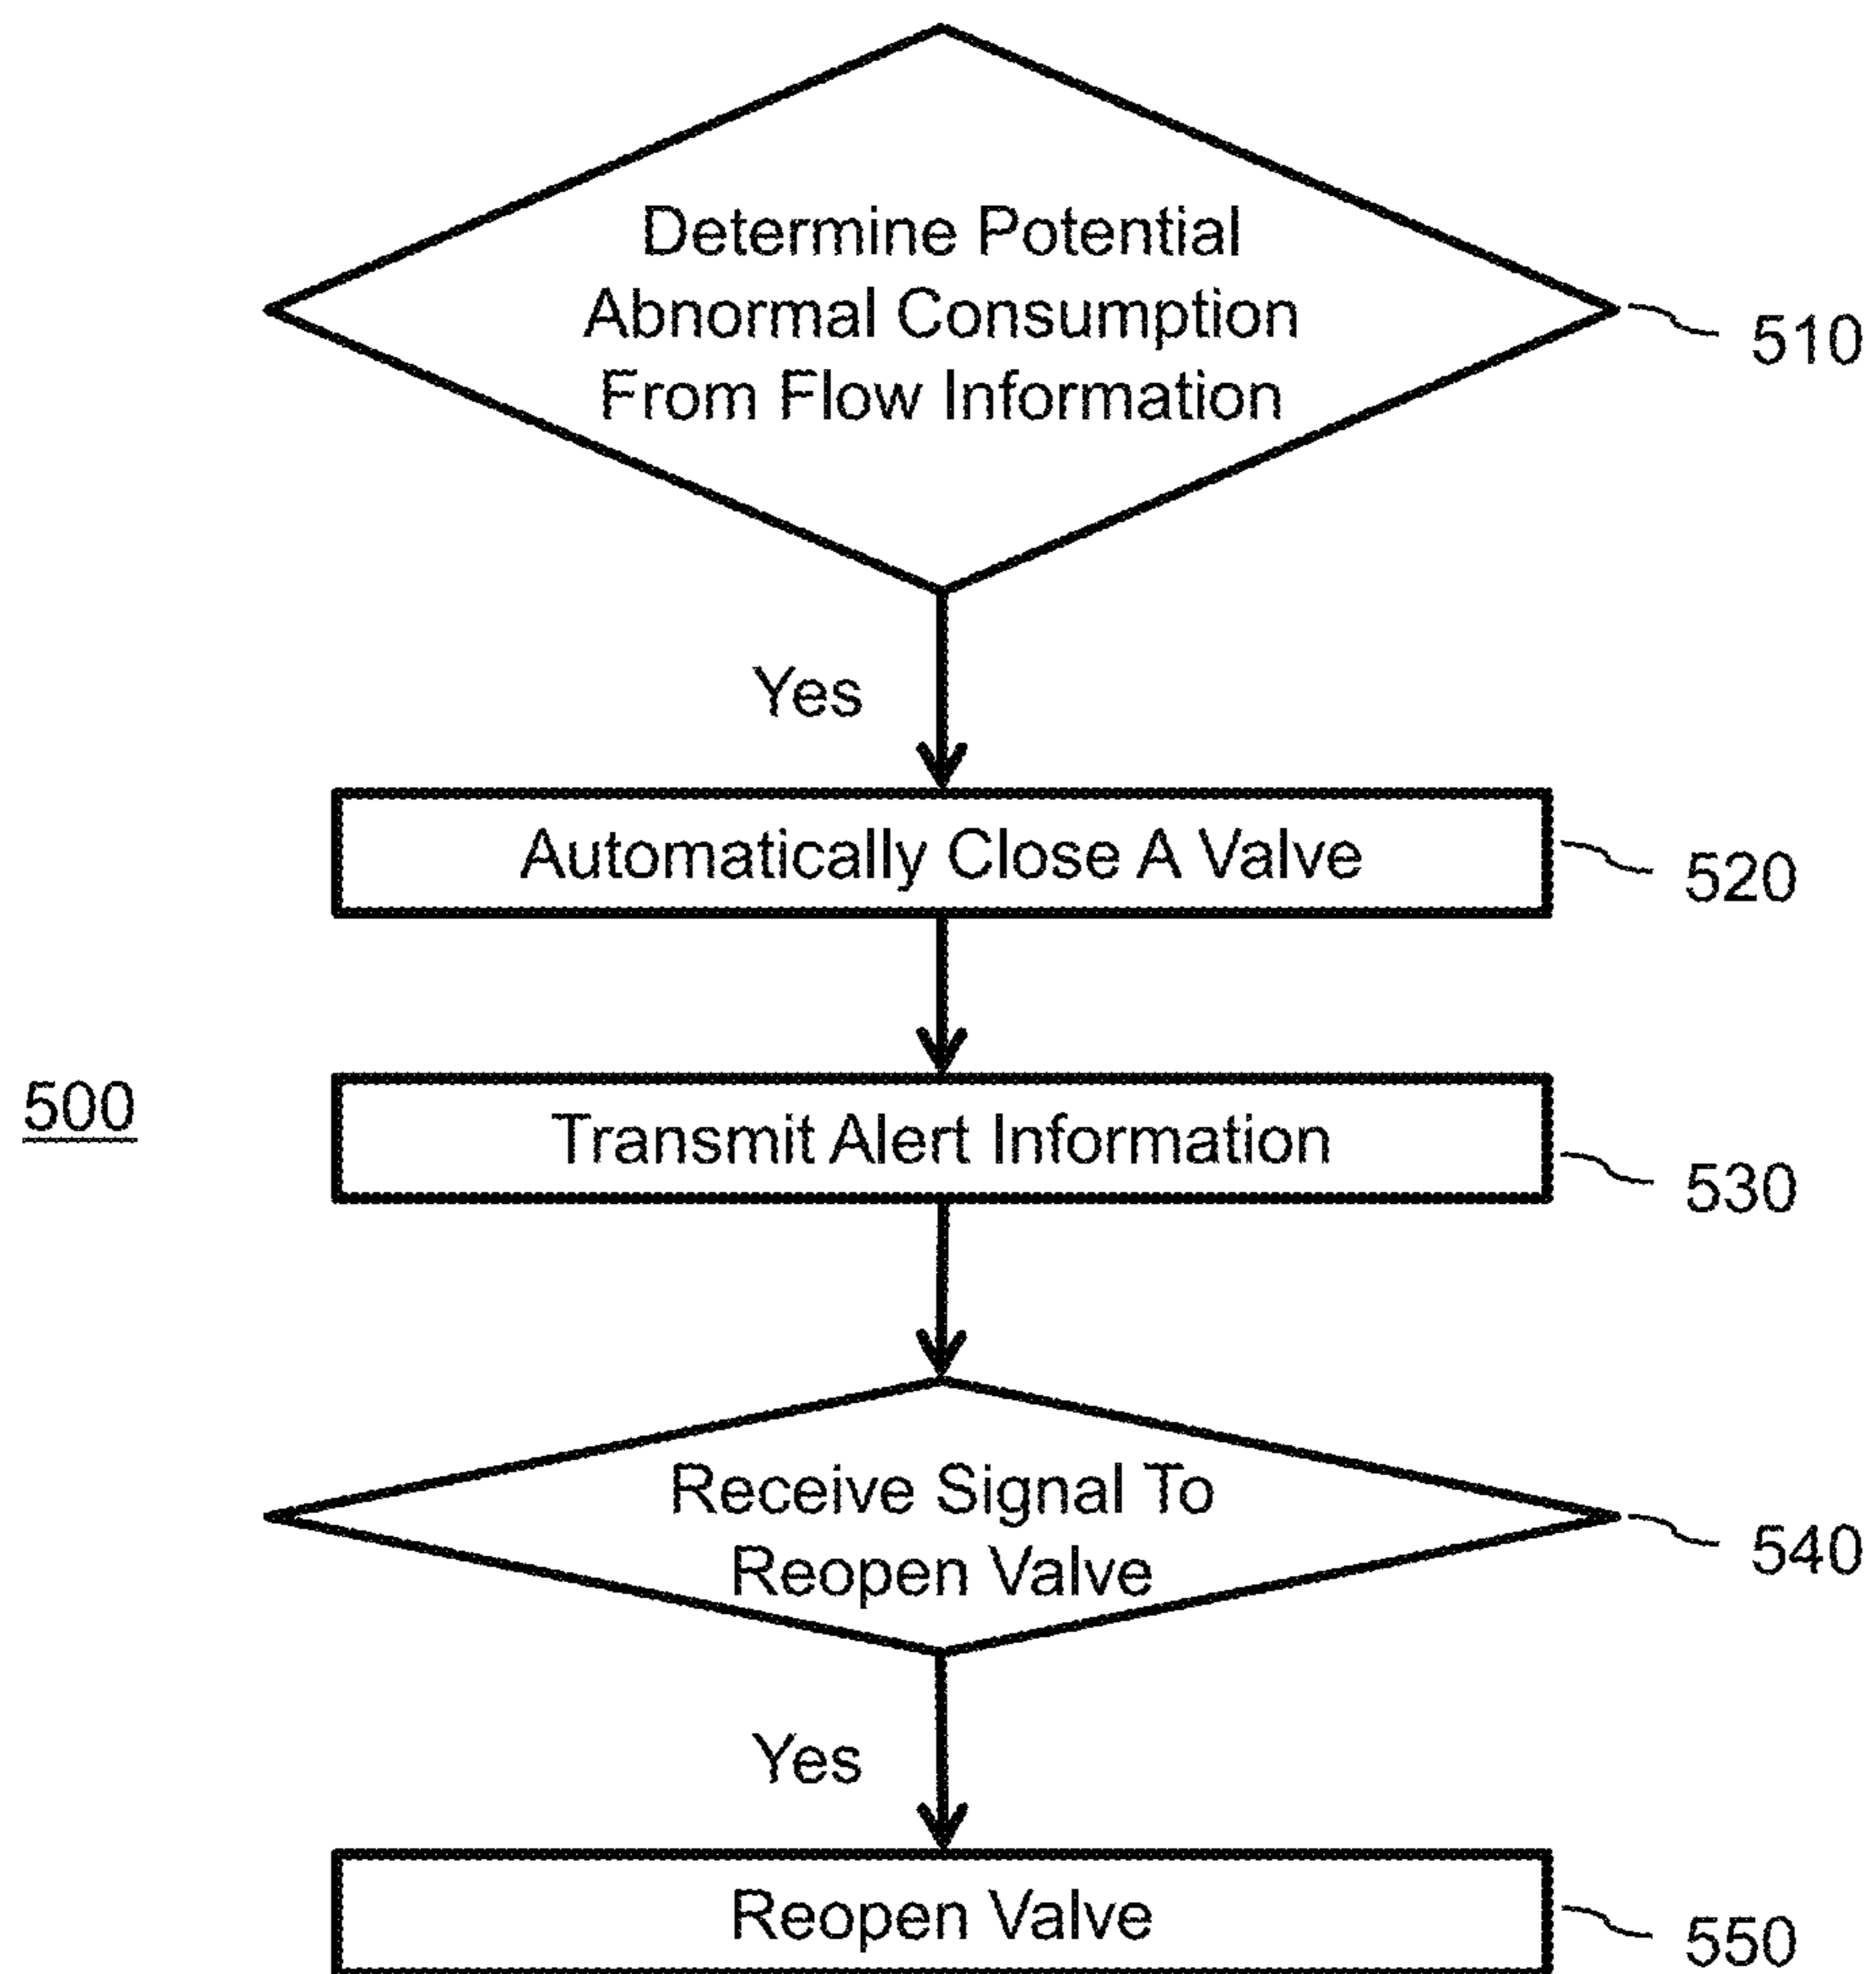 Determine Potential
Abnormal Consumption
From Flow Information
510
Yes
Automatically Close A Valve
520
500
Transmit Alert Information
530
Receive Signal To
Reopen Valve
540
Yes
Reopen Valve
550